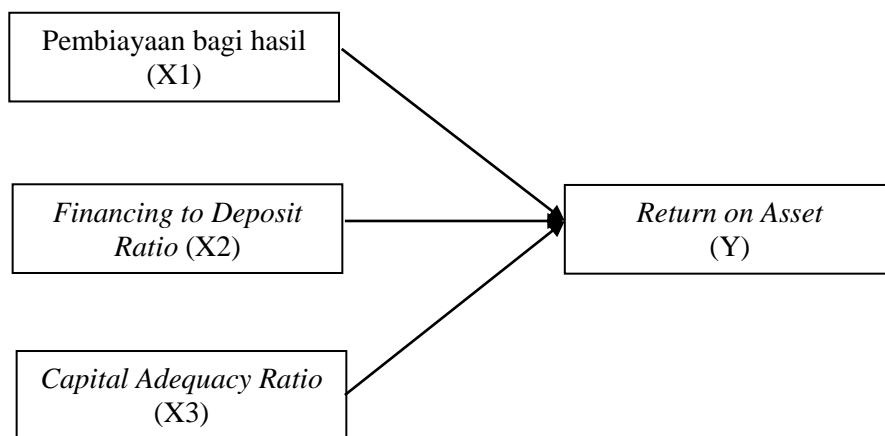 Pembiayaan bagi hasil
(X1)
Financing to Deposit
Ratio (X2)
Return on Asset
(Y)
Capital Adequacy Ratio
(X3)